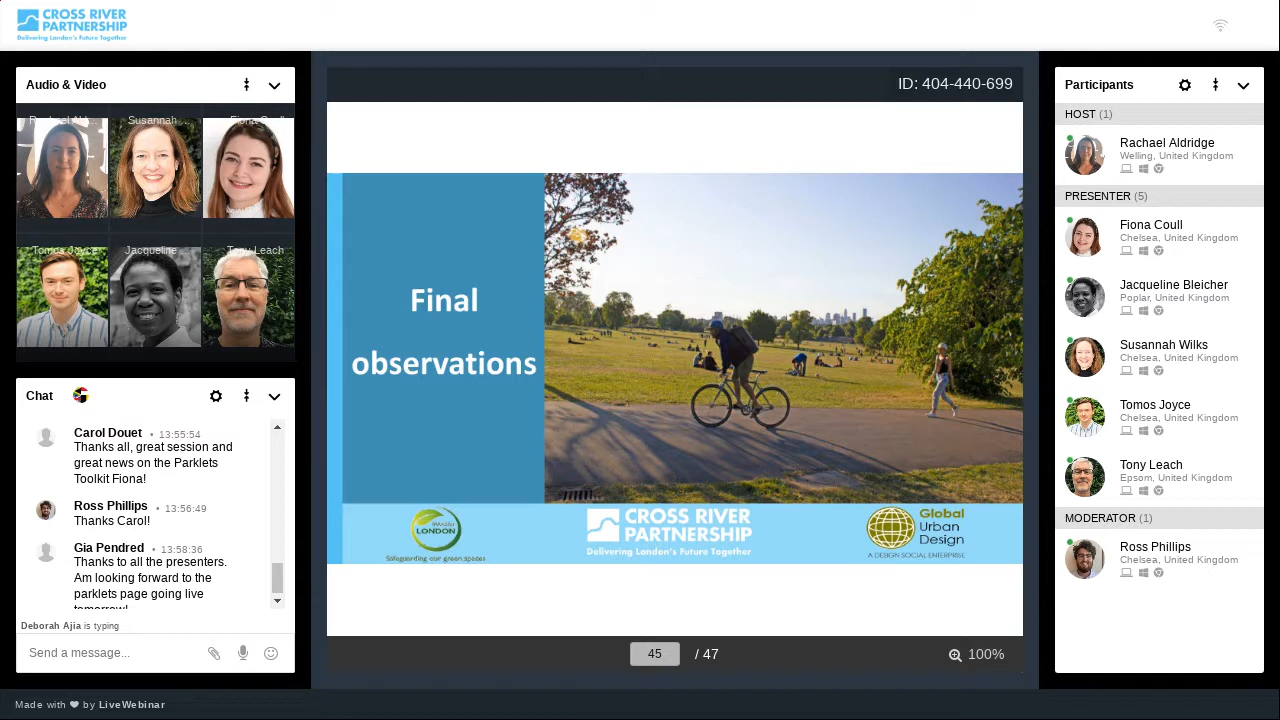 CROSS RIVER
PARTNERSHIP
Delivering London's Future Together
Audio & Video
Susannah ...
Fiona Coull
Tomos Joyce
Jacqueline ...
Tony Leach
Chat
Carol Douet • 13:55:54
Thanks all, great session and
great news on the Parklets
Toolkit Fiona!
Ross Phillips • 13:56:49
Thanks Carol!
Gia Pendred • 13:58:36
Thanks to all the presenters.
Am looking forward to the
parklets page going live
tomorrow!
Deborah Ajia is typing
Send a message...
ID: 404-440-699
Final
observations
LONDON
Safeguarding our green spaces
CROSS RIVER
PARTNERSHIP
Delivering London's Future Together
Global
Urban
Design
A DESIGN SOCIAL ENTERPRISE
45 / 47
100%
Participants
HOST (1)
Rachael Aldridge
Welling, United Kingdom
PRESENTER (5)
Fiona Coull
Chelsea, United Kingdom
Jacqueline Bleicher
Poplar, United Kingdom
Susannah Wilks
Chelsea, United Kingdom
Tomos Joyce
Chelsea, United Kingdom
Tony Leach
Epsom, United Kingdom
MODERATOR (1)
Ross Phillips
Chelsea, United Kingdom
Made with ❤ by LiveWebinar